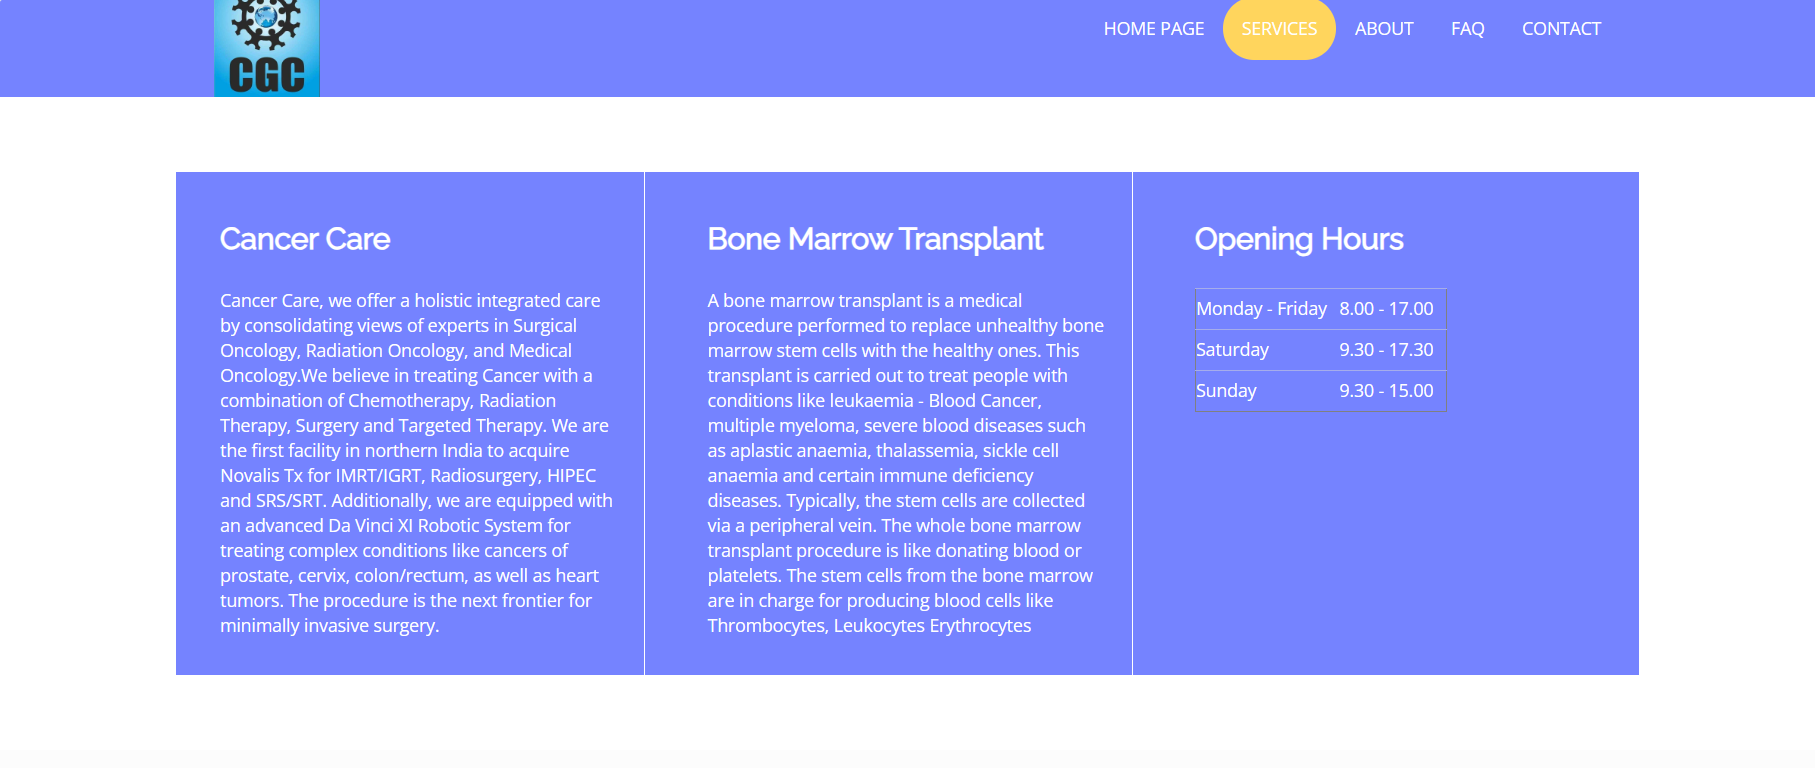 CGC
HOME PAGE SERVICES ABOUT FAQ CONTACT
Cancer Care
Cancer Care, we offer a holistic integrated care
by consolidating views of experts in Surgical
Oncology, Radiation Oncology, and Medical
Oncology.We believe in treating Cancer with a
combination of Chemotherapy, Radiation
Therapy, Surgery and Targeted Therapy. We are
the first facility in northern India to acquire
Novalis Tx for IMRT/IGRT, Radiosurgery, HIPEC
and SRS/SRT. Additionally, we are equipped with
an advanced Da Vinci XI Robotic System for
treating complex conditions like cancers of
prostate, cervix, colon/rectum, as well as heart
tumors. The procedure is the next frontier for
minimally invasive surgery.
Bone Marrow Transplant
A bone marrow transplant is a medical
procedure performed to replace unhealthy bone
marrow stem cells with the healthy ones. This
transplant is carried out to treat people with
conditions like leukaemia - Blood Cancer,
multiple myeloma, severe blood diseases such
as aplastic anaemia, thalassemia, sickle cell
anaemia and certain immune deficiency
diseases. Typically, the stem cells are collected
via a peripheral vein. The whole bone marrow
transplant procedure is like donating blood or
platelets. The stem cells from the bone marrow
are in charge for producing blood cells like
Thrombocytes, Leukocytes Erythrocytes
Opening Hours
Monday - Friday 8.00 - 17.00
Saturday 9.30 - 17.30
Sunday 9.30 - 15.00